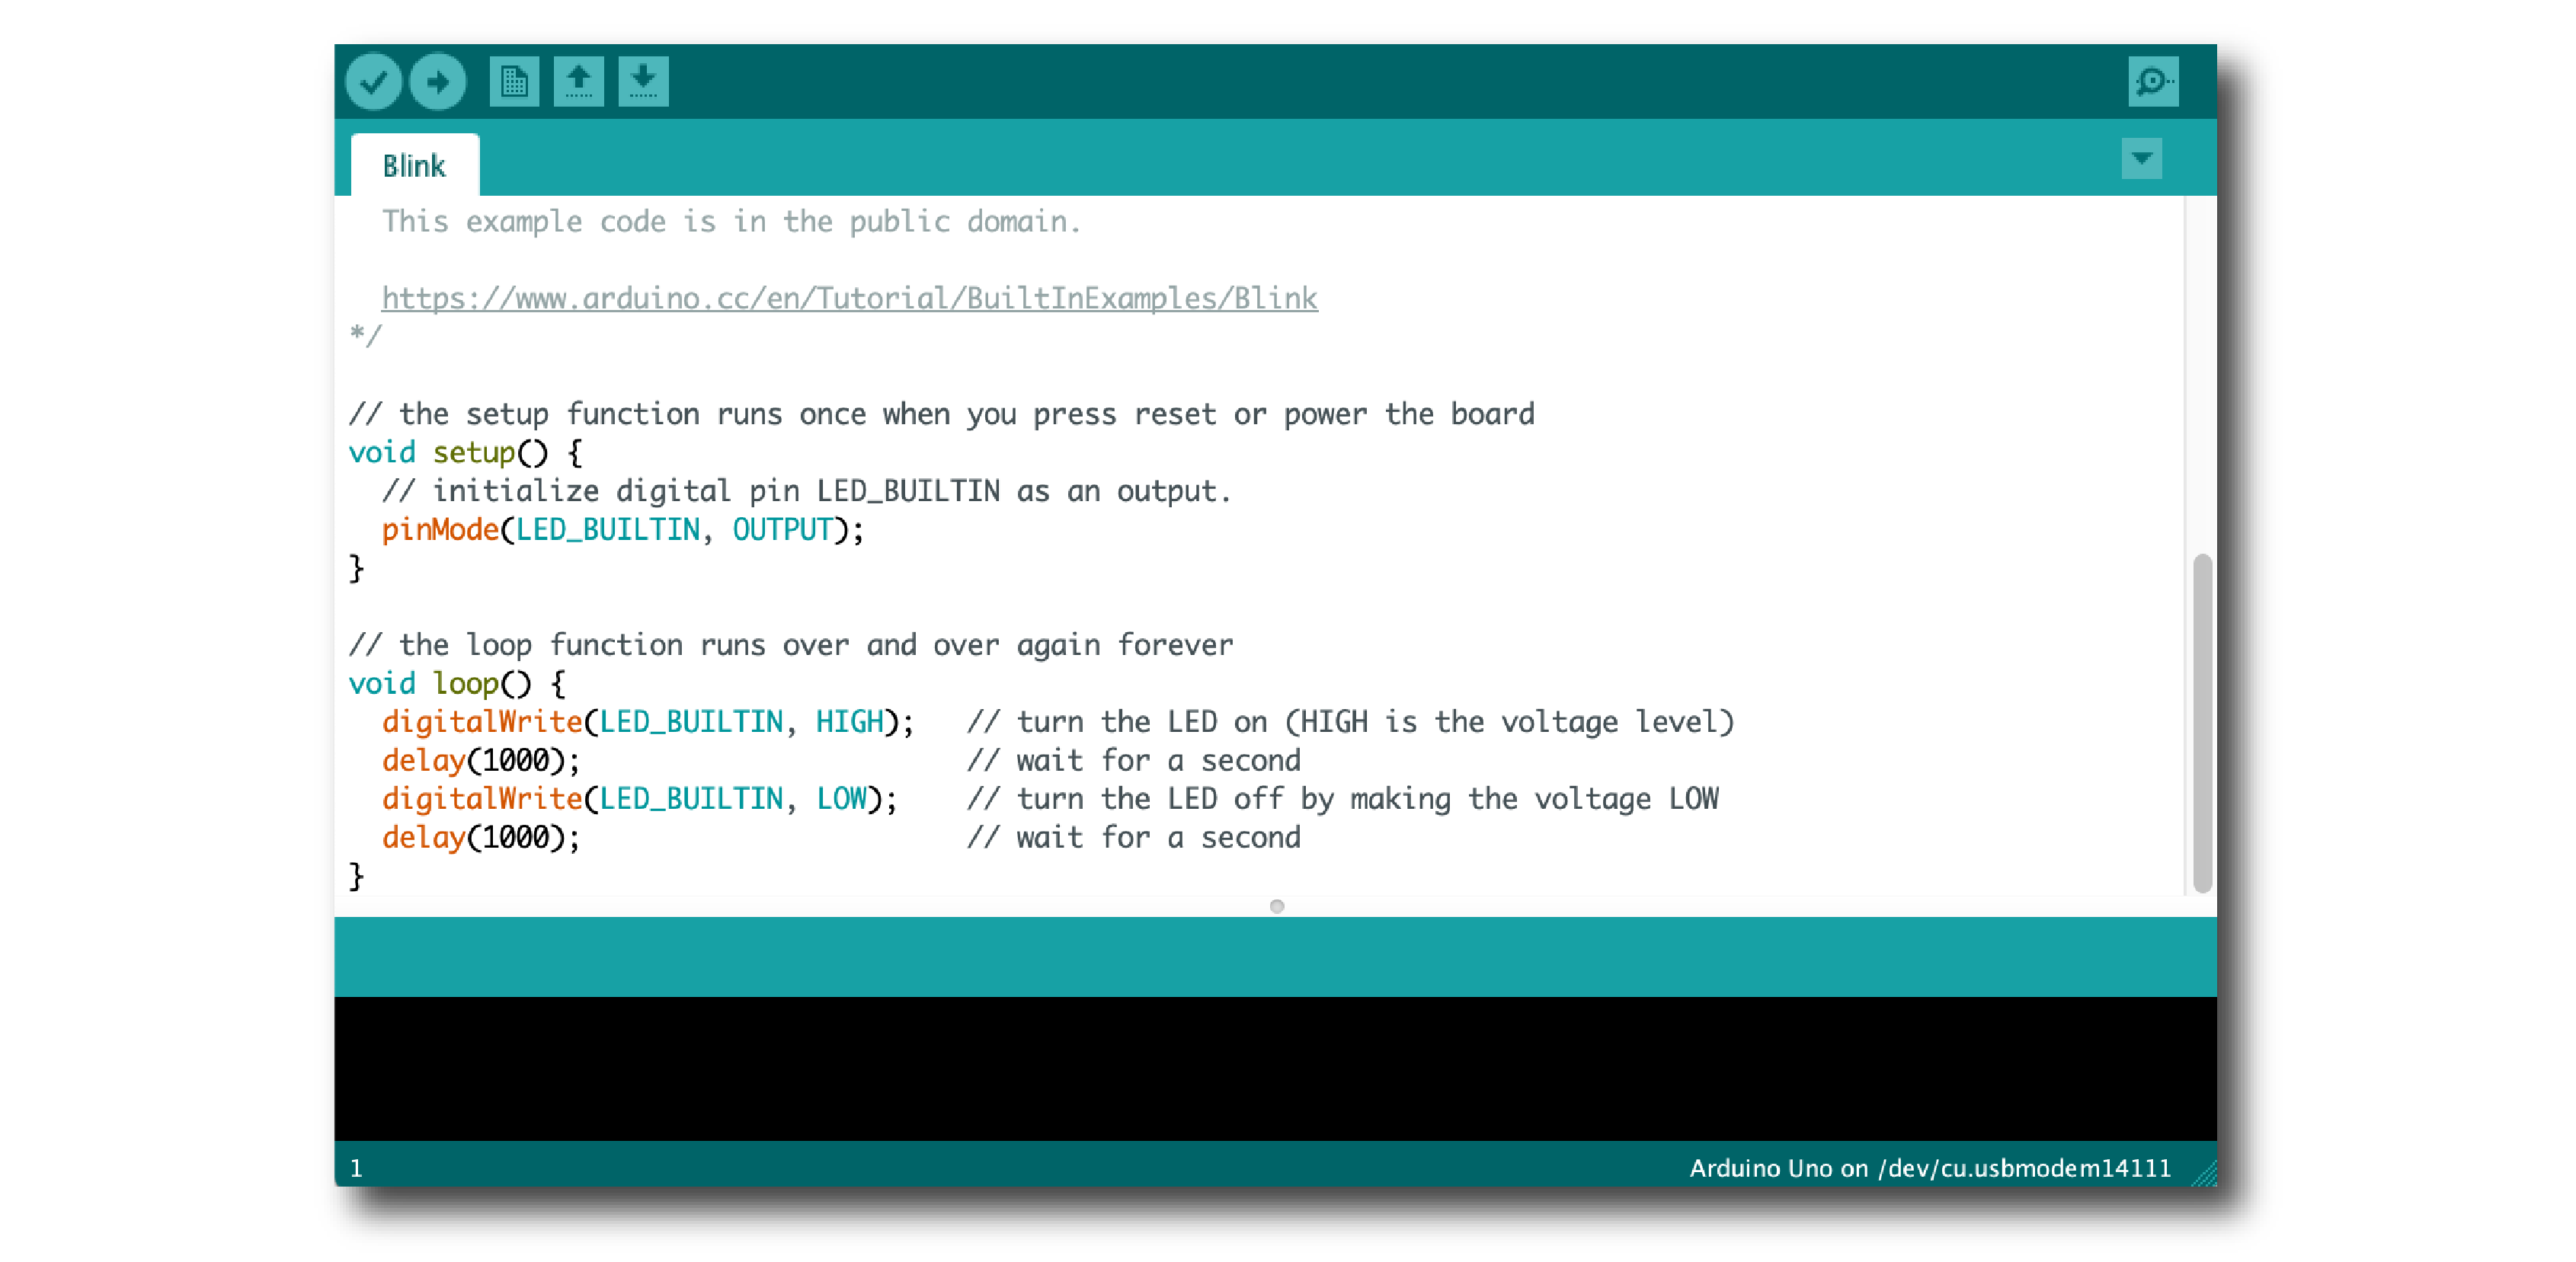 Blink
  This example code is in the public domain.
  https://www.arduino.cc/en/Tutorial/BuiltInExamples/Blink
*/
// the setup function runs once when you press reset or power the board
void setup() {
  // initialize digital pin LED_BUILTIN as an output.
  pinMode(LED_BUILTIN, OUTPUT);
}
// the loop function runs over and over again forever
void loop() {
  digitalWrite(LED_BUILTIN, HIGH);   // turn the LED on (HIGH is the voltage level)
  delay(1000);                       // wait for a second
  digitalWrite(LED_BUILTIN, LOW);    // turn the LED off by making the voltage LOW
  delay(1000);                       // wait for a second
}
1 Arduino Uno on /dev/cu.usbmodem14111